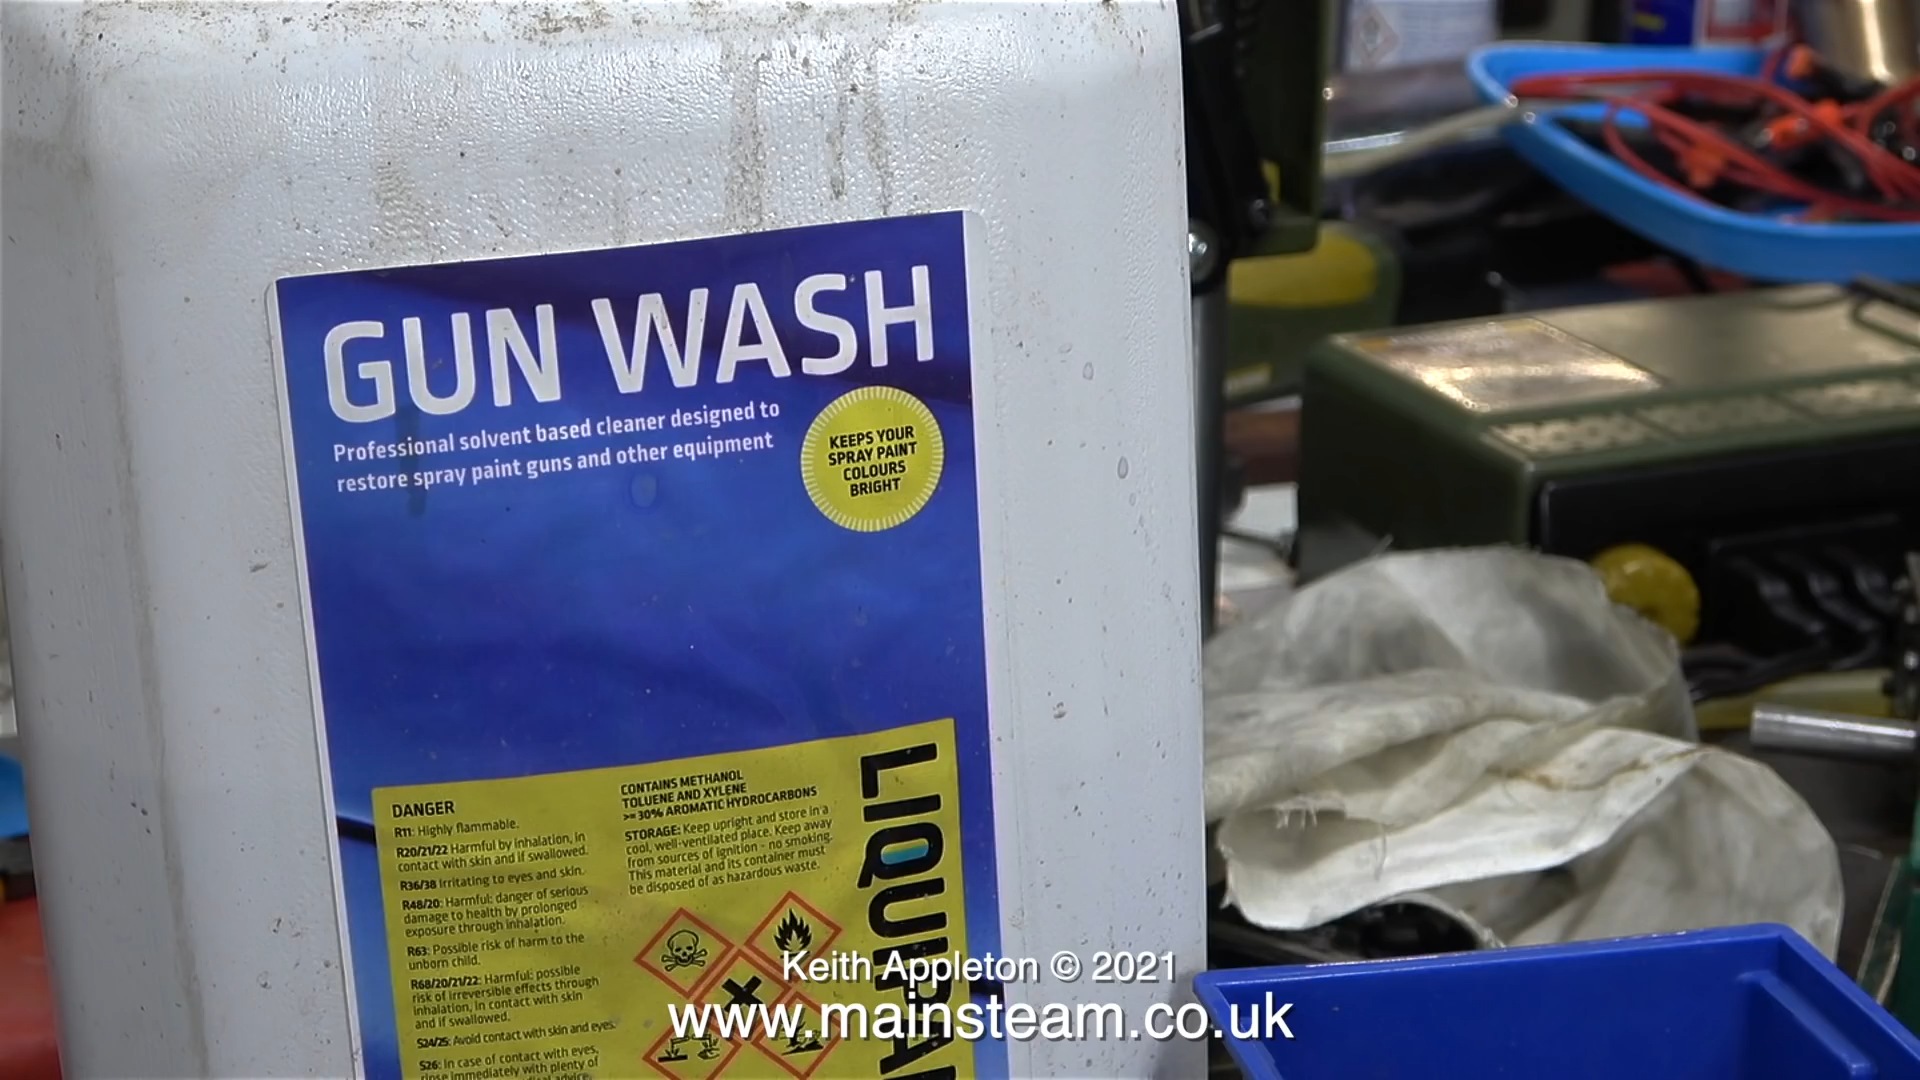 GUN WASH
Professional solvent based cleaner designed to
restore spray paint guns and other equipment
KEEPS YOUR
SPRAY PAINT
COLOURS
BRIGHT
DANGER
R11: Highly flammable.
R20/21/22 Harmful by inhalation, in
contact with skin and if swallowed.
R36/38 Irritating to eyes and skin.
R48/20: Harmful: danger of serious
damage to health by prolonged
exposure through inhalation.
R63: Possible risk of harm to the
unborn child.
R68/20/21/22: Harmful: possible
risk of irreversible effects through
inhalation, in contact with skin
and if swallowed.
S24/25: Avoid contact with skin and eyes.
S26: In case of contact with eyes,
rinse immediately with plenty of
CONTAINS METHANOL
TOLUENE AND XYLENE
>= 30% AROMATIC HYDROCARBONS
STORAGE: Keep upright and store in a
cool, well-ventilated place. Keep away
from sources of ignition - no smoking.
This material and its container must
be disposed of as hazardous waste.
LIQUIPA
Keith Appleton © 2021
www.mainsteam.co.uk